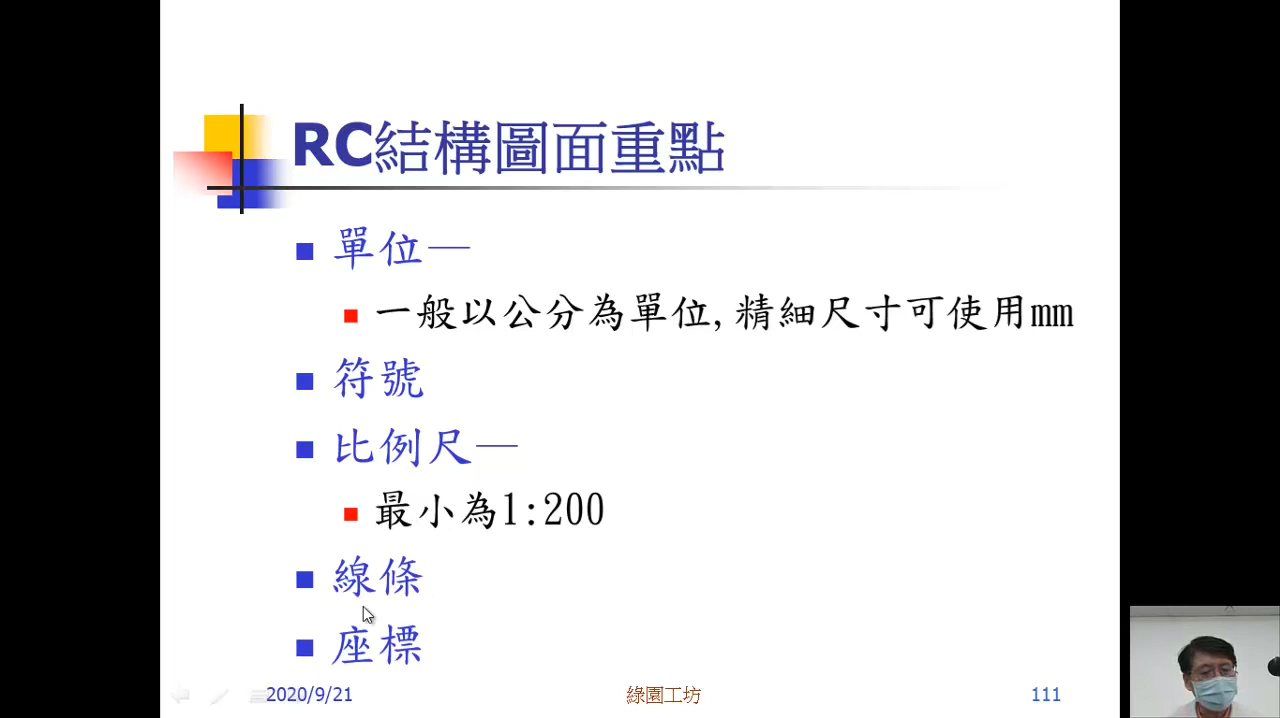 RC結構圖面重點
單位—
一般以公分為單位,精細尺寸可使用mm
符號
比例尺—
最小為1:200
線條
座標
2020/9/21
綠園工坊
111